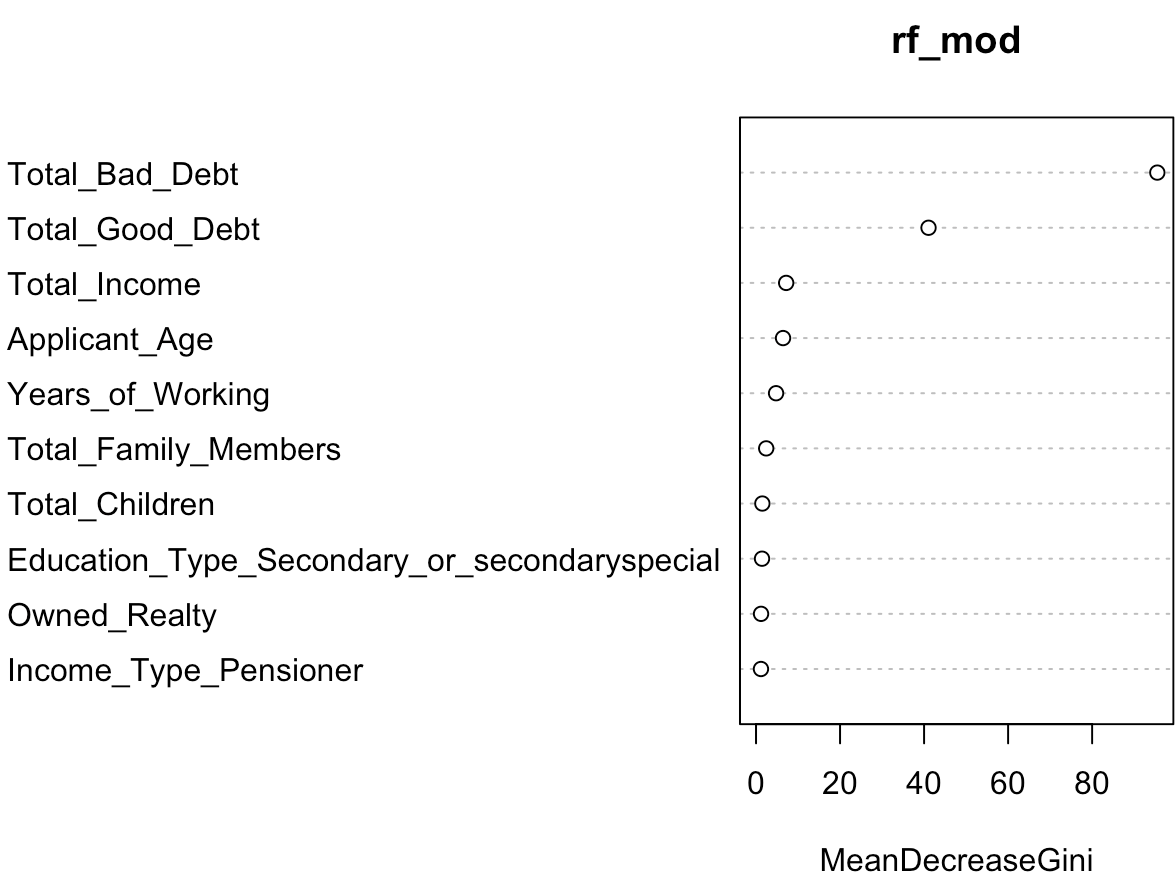 rf_mod
Total_Bad_Debt
Total_Good_Debt
Total_Income
Applicant_Age
Years_of_Working
Total_Family_Members
Total_Children
Education_Type_Secondary_or_secondaryspecial
Owned_Realty
Income_Type_Pensioner
0 20 40 60 80
MeanDecreaseGini